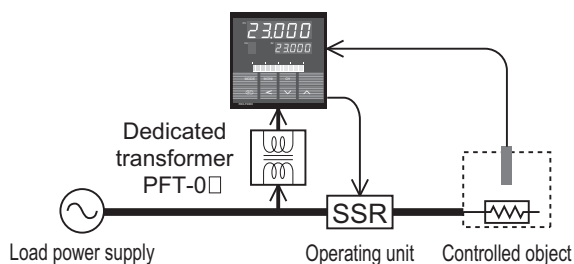 23.000
23.000
Dedicated
transformer
PFT-0□
SSR
Load power supply
Operating unit
Controlled object